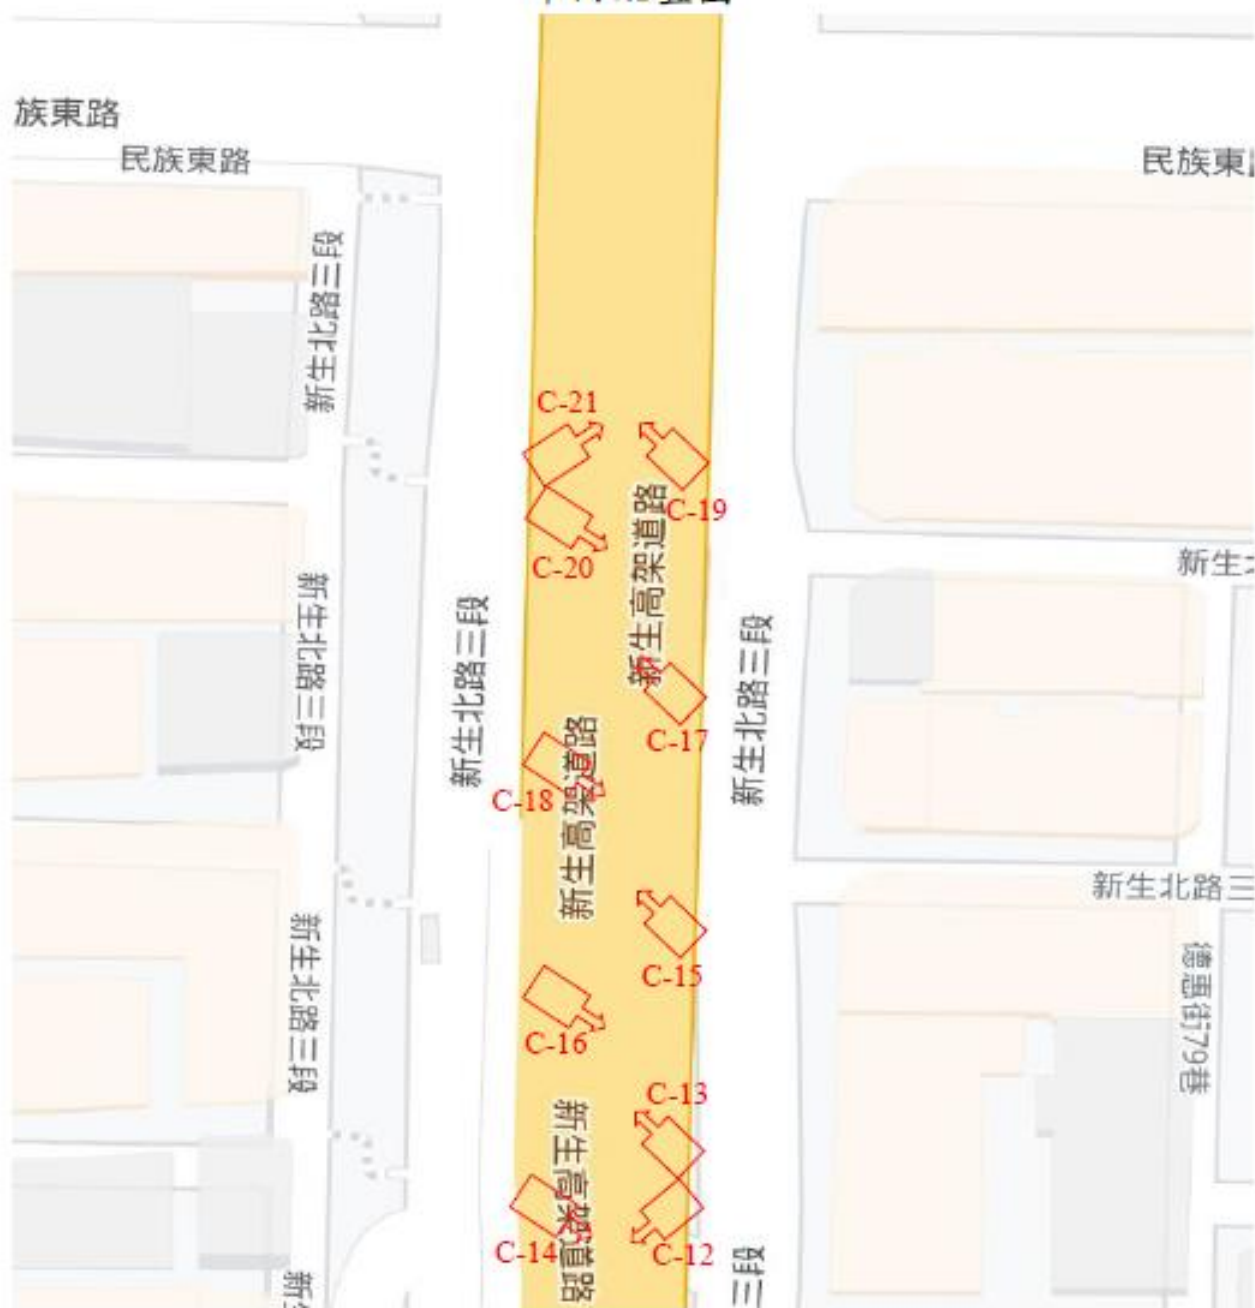 族東路
民族東路
民族東
新生北路三段
C-21
C-19
新生高架道路
C-20
新生
新生北路三段
新生北路三段
新生北路三段
C-17
新生高架道路
C-18
新生北路三
C-15
新生北路三段
德惠街79巷
C-16
C-13
新生高架道路
C-14
C-12
三段
新